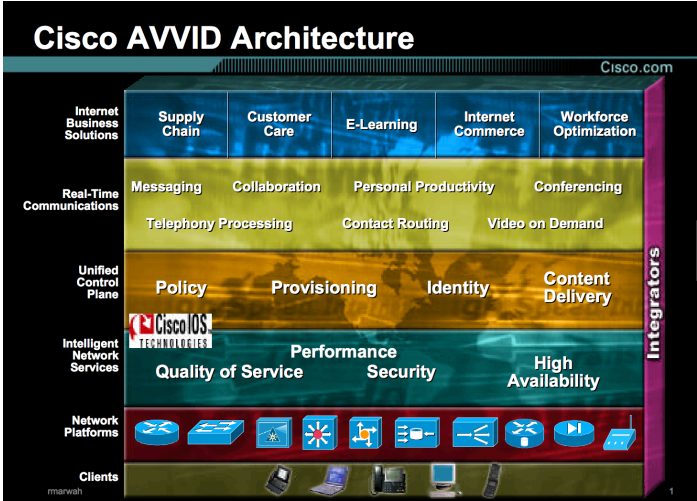 Cisco AVVID Architecture
Cisco.com
Internet
Business
Solutions
Supply
Chain
Customer
Care
E-Learning
Internet
Commerce
Workforce
Optimization
Real-Time
Communications
Messaging
Collaboration
Personal Productivity
Conferencing
Telephony Processing
Contact Routing
Video on Demand
Unified
Control
Plane
Policy
Provisioning
Identity
Content
Delivery
Cisco IOS
TECHNOLOGIES
Intelligent
Network
Services
Performance
Quality of Service
Security
High
Availability
Integrators
Network
Platforms
Clients
rmarwah
1